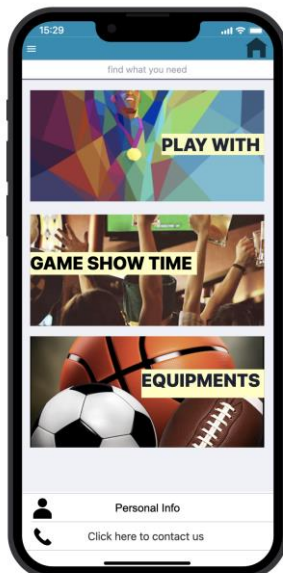 15:29
find what you need
PLAY WITH
GAME SHOW TIME
EQUIPMENTS
Personal Info
Click here to contact us